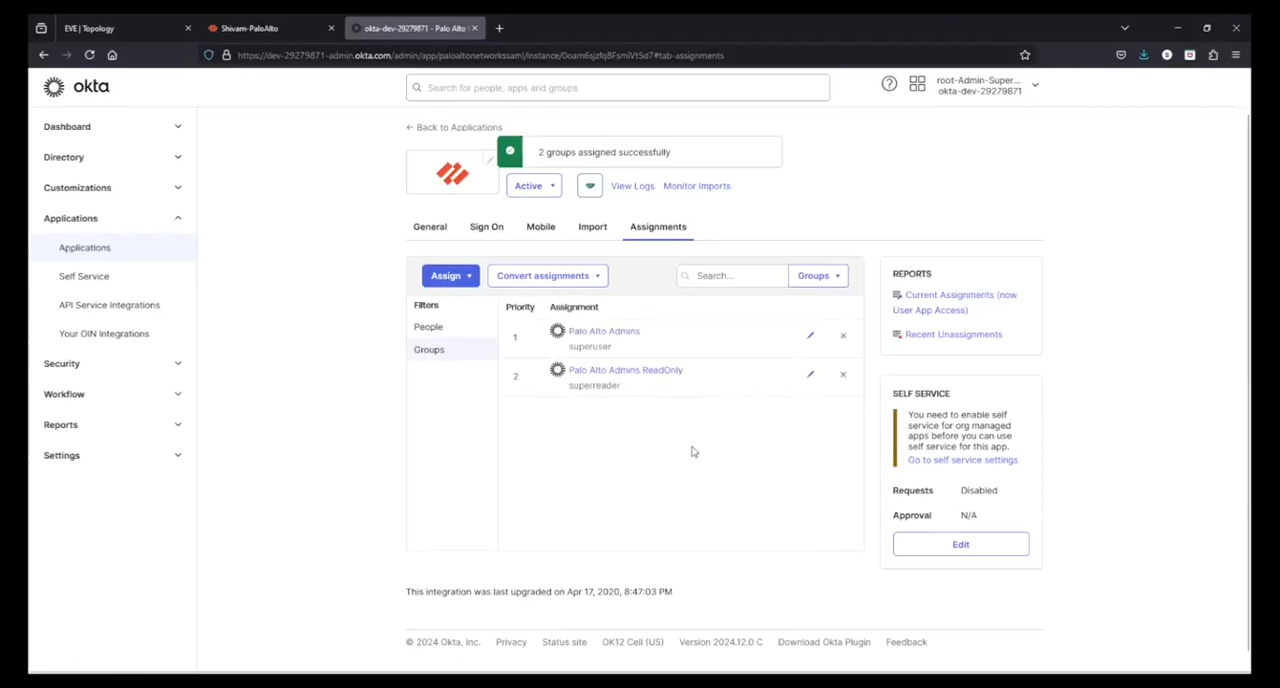 EVE | Topology
Shivam-PaloAlto
okta-dev-29279871 - Palo Alto
https://dev-29279871-admin.okta.com/admin/app/paloaltonetworkssaml/instance/0oam6sjzfq8FsmiVt5d7#tab-assignments
okta
Search for people, apps and groups
root-Admin-Super...
okta-dev-29279871
Dashboard
Directory
Customizations
Applications
Applications
Self Service
API Service Integrations
Your OIN Integrations
Security
Workflow
Reports
Settings
← Back to Applications
2 groups assigned successfully
Active
View Logs
Monitor Imports
General
Sign On
Mobile
Import
Assignments
Assign
Convert assignments
Search...
Groups
Filters
People
Groups
Priority
Assignment
1
Palo Alto Admins
superuser
2
Palo Alto Admins ReadOnly
superreader
REPORTS
Current Assignments (now
User App Access)
Recent Unassignments
SELF SERVICE
You need to enable self
service for org managed
apps before you can use
self service for this app.
Go to self service settings
Requests Disabled
Approval N/A
Edit
This integration was last upgraded on Apr 17, 2020, 8:47:03 PM
© 2024 Okta, Inc.
Privacy
Status site
OK12 Cell (US)
Version 2024.12.0 C
Download Okta Plugin
Feedback